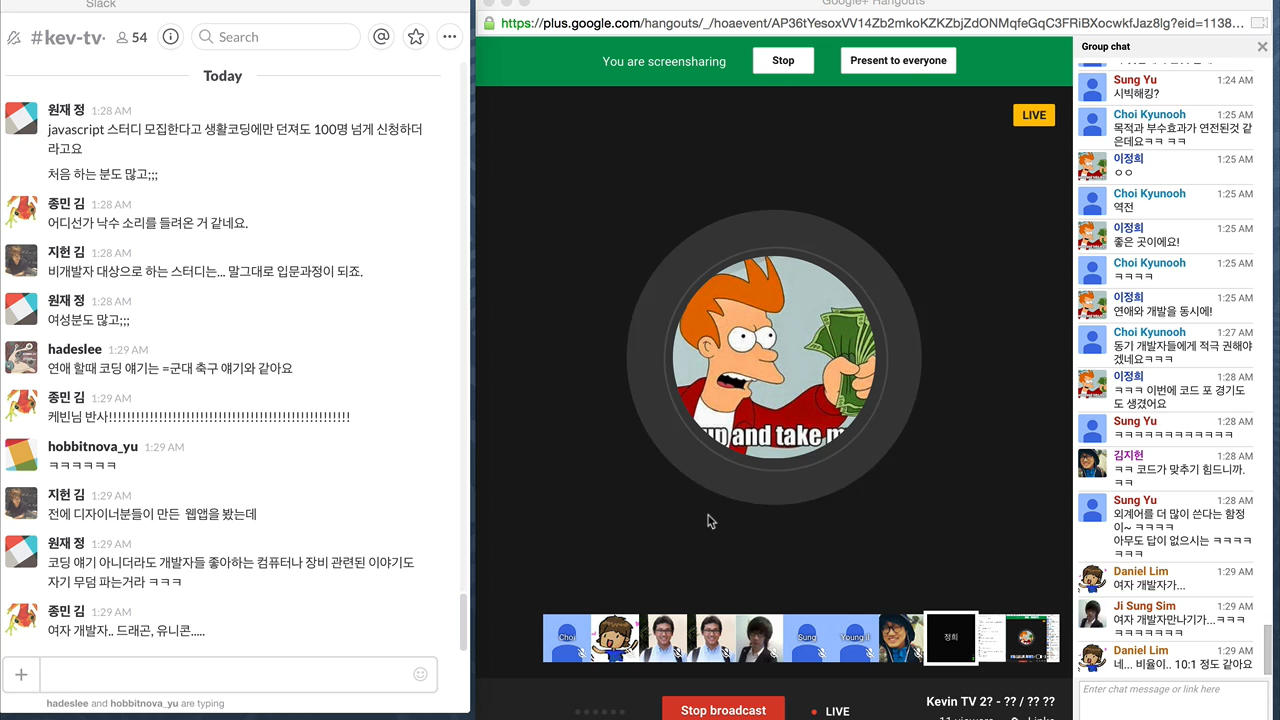 Slack
#kev-tv
54
Search
Today
원재 정 1:28 AM
javascript 스터디 모집한다고 생활코딩에만 던져도 100명 넘게 신청하더
라고요
처음 하는 분도 많고;;;
종민 김 1:28 AM
어디선가 낙수 소리를 들려온 거 같네요.
지헌 김 1:28 AM
비개발자 대상으로 하는 스터디는... 말그대로 입문과정이 되죠.
원재 정 1:28 AM
여성분도 많고;;;
hadeslee 1:29 AM
연애 할때 코딩 얘기는 =군대 축구 얘기와 같아요
종민 김 1:29 AM
케빈님 반사!!!!!!!!!!!!!!!!!!!!!!!!!!!!!!!!!!!!!!!!!!!!!!!!!!!!!!
hobbitnova_yu 1:29 AM
ㅋㅋㅋㅋㅋㅋ
지헌 김 1:29 AM
전에 디자이너분들이 만든 웹앱을 봤는데
원재 정 1:29 AM
코딩 얘기 아니더라도 개발자들 좋아하는 컴퓨터나 장비 관련된 이야기도
자기 무덤 파는거라 ㅋㅋㅋ
종민 김 1:29 AM
여자 개발자.. 드래곤, 유니콘.....
hadeslee and hobbitnova_yu are typing
Google+ Hangouts
https://plus.google.com/hangouts/_/hoaevent/AP36tYesoxVV14Zb2mkoKZKZbjZdONMqfeGqC3FRiBXocwkfJaz8lg?eid=1138...
You are screensharing
Stop
Present to everyone
LIVE
up and take m
Choi
Sung
Young Il
정희
Stop broadcast
LIVE
Kevin TV 2? - ?? / ?? ??
11 viewers
Links
Group chat
Sung Yu 1:24 AM
시빅해킹?
Choi Kyunooh 1:25 AM
목적과 부수효과가 연전된것 같
은데요ㅋㅋ ㅋㅋ
이정희 1:25 AM
ㅇㅇ
Choi Kyunooh 1:25 AM
역전
이정희 1:25 AM
좋은 곳이에요!
Choi Kyunooh 1:25 AM
ㅋㅋㅋㅋ
이정희 1:25 AM
연애와 개발을 동시에!
Choi Kyunooh 1:27 AM
동기 개발자들에게 적극 권해야
겠네요ㅋㅋㅋ
이정희 1:28 AM
ㅋㅋㅋ 이번에 코드 포 경기도
도 생겼어요
Sung Yu 1:28 AM
ㅋㅋㅋㅋㅋㅋㅋㅋㅋㅋㅋㅋ
김지헌 1:28 AM
ㅋㅋ 코드가 맞추기 힘드니까.
ㅋㅋ
Sung Yu 1:28 AM
외계어를 더 많이 쓴다는 함정
이~ ㅋㅋㅋㅋ
아무도 답이 없으시는 ㅋㅋㅋㅋ
ㅋㅋㅋ
Daniel Lim 1:29 AM
여자 개발자가...
Ji Sung Sim 1:29 AM
여자 개발자만나기가...ㅋㅋㅋ
ㅋㅋㅋㅋㅋㅋㅋ
Daniel Lim 1:29 AM
네... 비율이.. 10:1 정도 같아요
Enter chat message or link here